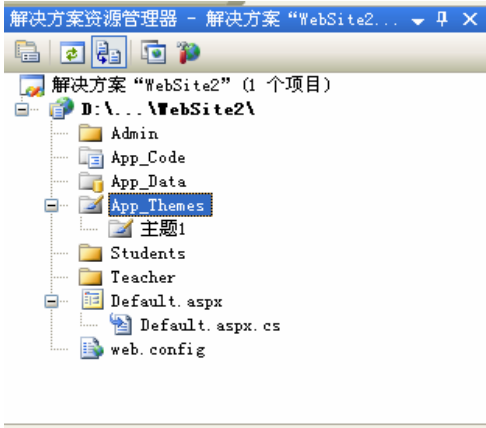 解决方案资源管理器 - 解决方案 “WebSite2...
解决方案 “WebSite2” (1 个项目)
D:\...\WebSite2\
Admin
App_Code
App_Data
App_Themes
主题1
Students
Teacher
Default.aspx
Default.aspx.cs
web.config